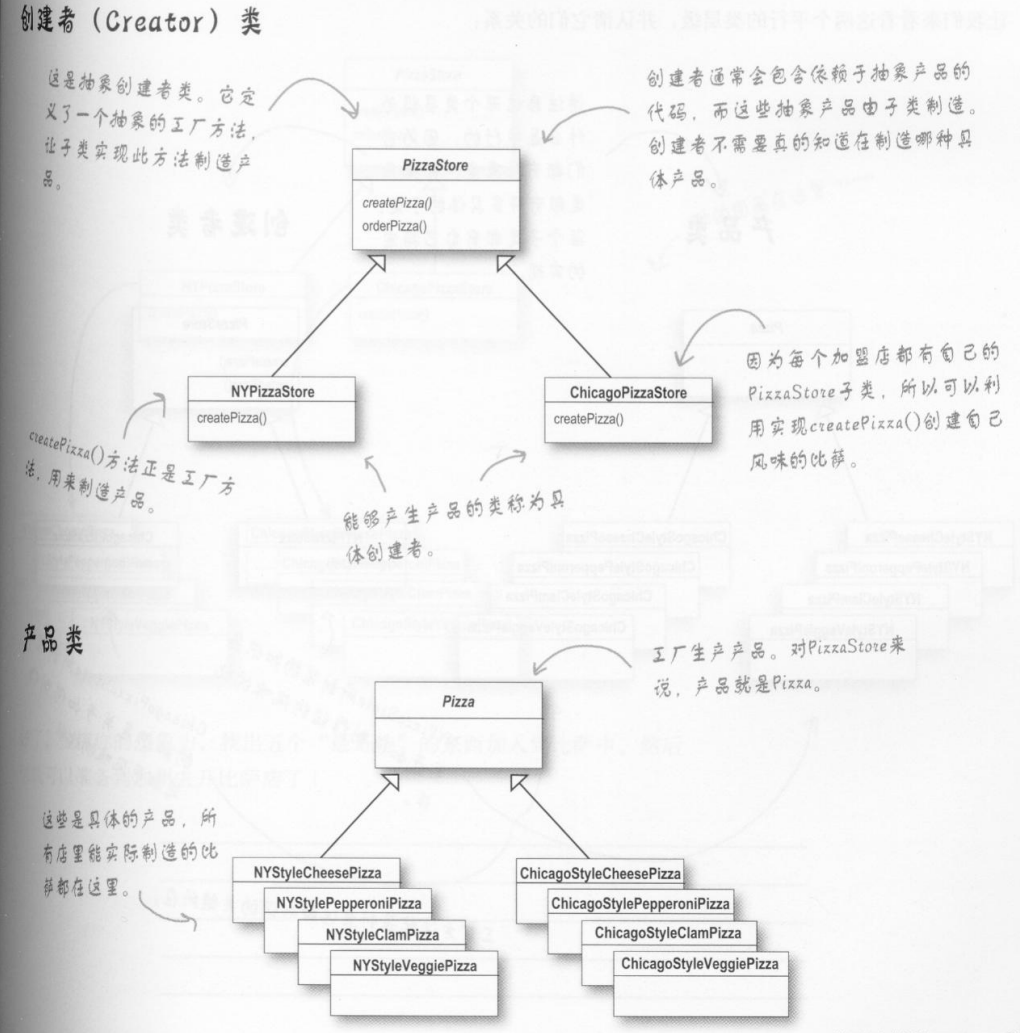 创建者（Creator）类
这是抽象创建者类。它定
义了一个抽象的工厂方法，
让子类实现此方法制造产
品。
创建者通常会包含依赖于抽象产品的
代码，而这些抽象产品由子类制造。
创建者不需要真的知道在制造哪种具
体产品。
PizzaStore
createPizza()
orderPizza()
NYPizzaStore
createPizza()
ChicagoPizzaStore
createPizza()
因为每个加盟店都有自己的
PizzaStore子类，所以可以利
用实现createPizza()创建自己
风味的比萨。
createPizza()方法正是工厂方
法，用来制造产品。
能够产生产品的类称为具
体创建者。
产品类
工厂生产产品。对PizzaStore来
说，产品就是Pizza。
Pizza
这些是具体的产品，所
有店里能实际制造的比
萨都在这里。
NYStyleCheesePizza
NYStylePepperoniPizza
NYStyleClamPizza
NYStyleVeggiePizza
ChicagoStyleCheesePizza
ChicagoStylePepperoniPizza
ChicagoStyleClamPizza
ChicagoStyleVeggiePizza